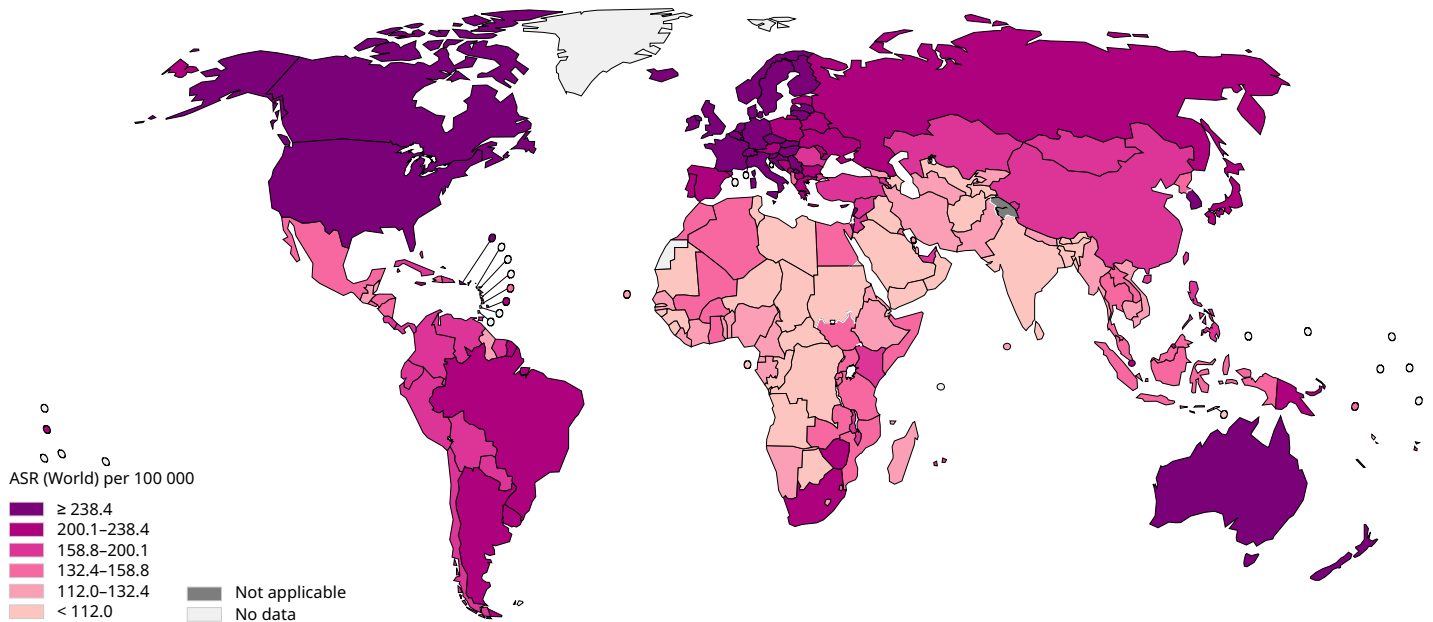 ASR (World) per 100 000
≥ 238.4
200.1–238.4
158.8–200.1
132.4–158.8
112.0–132.4
< 112.0
Not applicable
No data